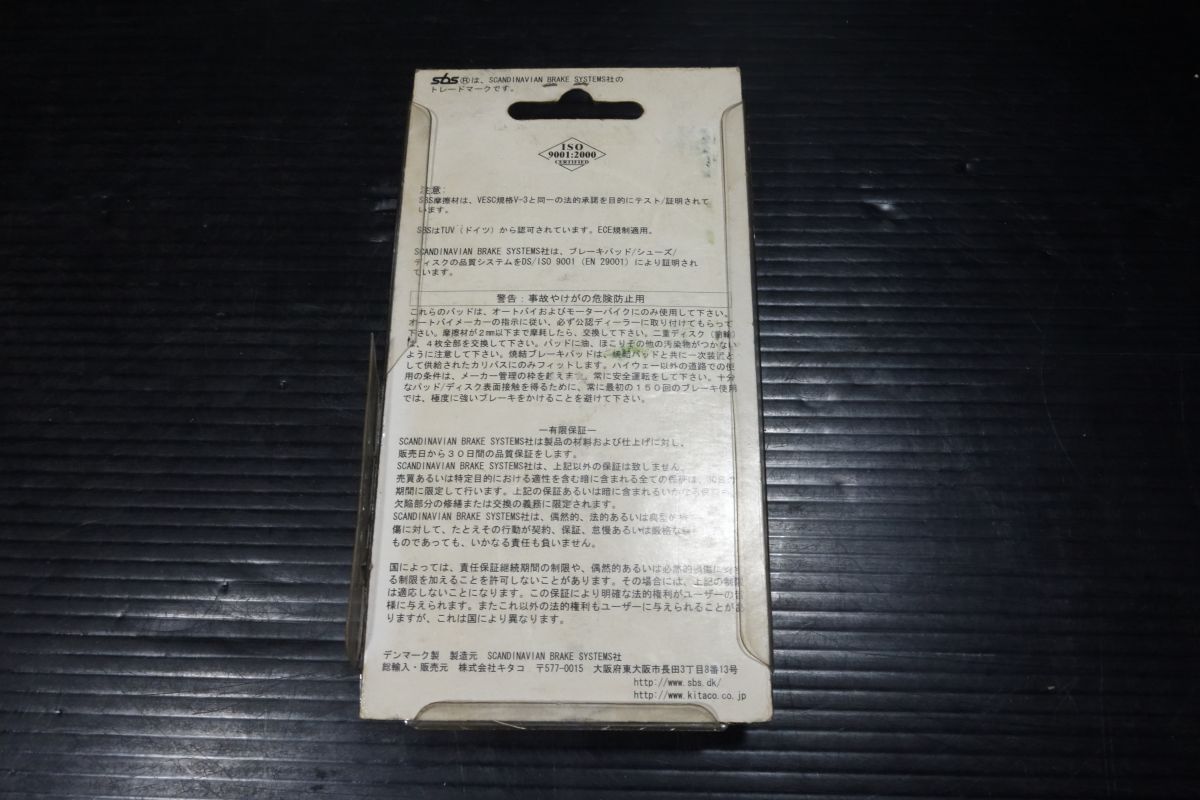 sbs®は、SCANDINAVIAN BRAKE SYSTEMS社の
トレードマークです。
ISO
9001:2000
CERTIFIED
注意:
SBS摩擦材は、VESC規格V-3と同一の法的承諾を目的にテスト/証明されて
います。
SBSはTUV(ドイツ)から認可されています。ECE規制適用。
SCANDINAVIAN BRAKE SYSTEMS社は、ブレーキパッド/シューズ/
ディスクの品質システムをDS/ISO 9001 (EN 29001) により証明され
ています。
警告:事故やけがの危険防止用
これらのパッドは、オートバイおよびモーターバイクにのみ使用して下さい。
オートバイメーカーの指示に従い、必ず公認ディーラーに取り付けてもらって
下さい。摩擦材が2mm以下まで摩耗したら、交換して下さい。二重ディスク(前輪)
は、4枚全部を交換して下さい。パッドに油、ほこりその他の汚染物がつかない
ように注意して下さい。焼結ブレーキパッドは、焼結パッドと共に一次装置と
して供給されたカリパスにのみフィットします。ハイウェー以外の道路での使
用の条件は、メーカー管理の枠を超えます。常に安全運転をして下さい。十分
なパッド/ディスク表面接触を得るために、常に最初の150回のブレーキ使用
では、極度に強いブレーキをかけることを避けて下さい。
―有限保証―
SCANDINAVIAN BRAKE SYSTEMS社は製品の材料および仕上げに対し、
販売日から30日間の品質保証をします。
SCANDINAVIAN BRAKE SYSTEMS社は、上記以外の保証は致しません。
売買あるいは特定目的における適性を含む暗に含まれる全ての保証は、30日の
期間に限定して行います。上記の保証あるいは暗に含まれるいかなる保証も、
欠陥部分の修繕または交換の義務に限定されます。
SCANDINAVIAN BRAKE SYSTEMS社は、偶然的、法的あるいは典型的
傷に対して、たとえその行動が契約、保証、怠慢あるいは厳格な
ものであっても、いかなる責任も負いません。
国によっては、責任保証継続期間の制限や、偶然的あるいは必然的損傷に対す
る制限を加えることを許可しないことがあります。その場合には、上記の制限
は適応しないことになります。この保証により明確な法的権利がユーザーの皆
様に与えられます。またこれ以外の法的権利もユーザーに与えられることがあ
りますが、これは国により異なります。
デンマーク製 製造元 SCANDINAVIAN BRAKE SYSTEMS社
総輸入・販売元 株式会社キタコ 〒577-0015 大阪府東大阪市長田3丁目8番13号
http://www.sbs.dk/
http://www.kitaco.co.jp